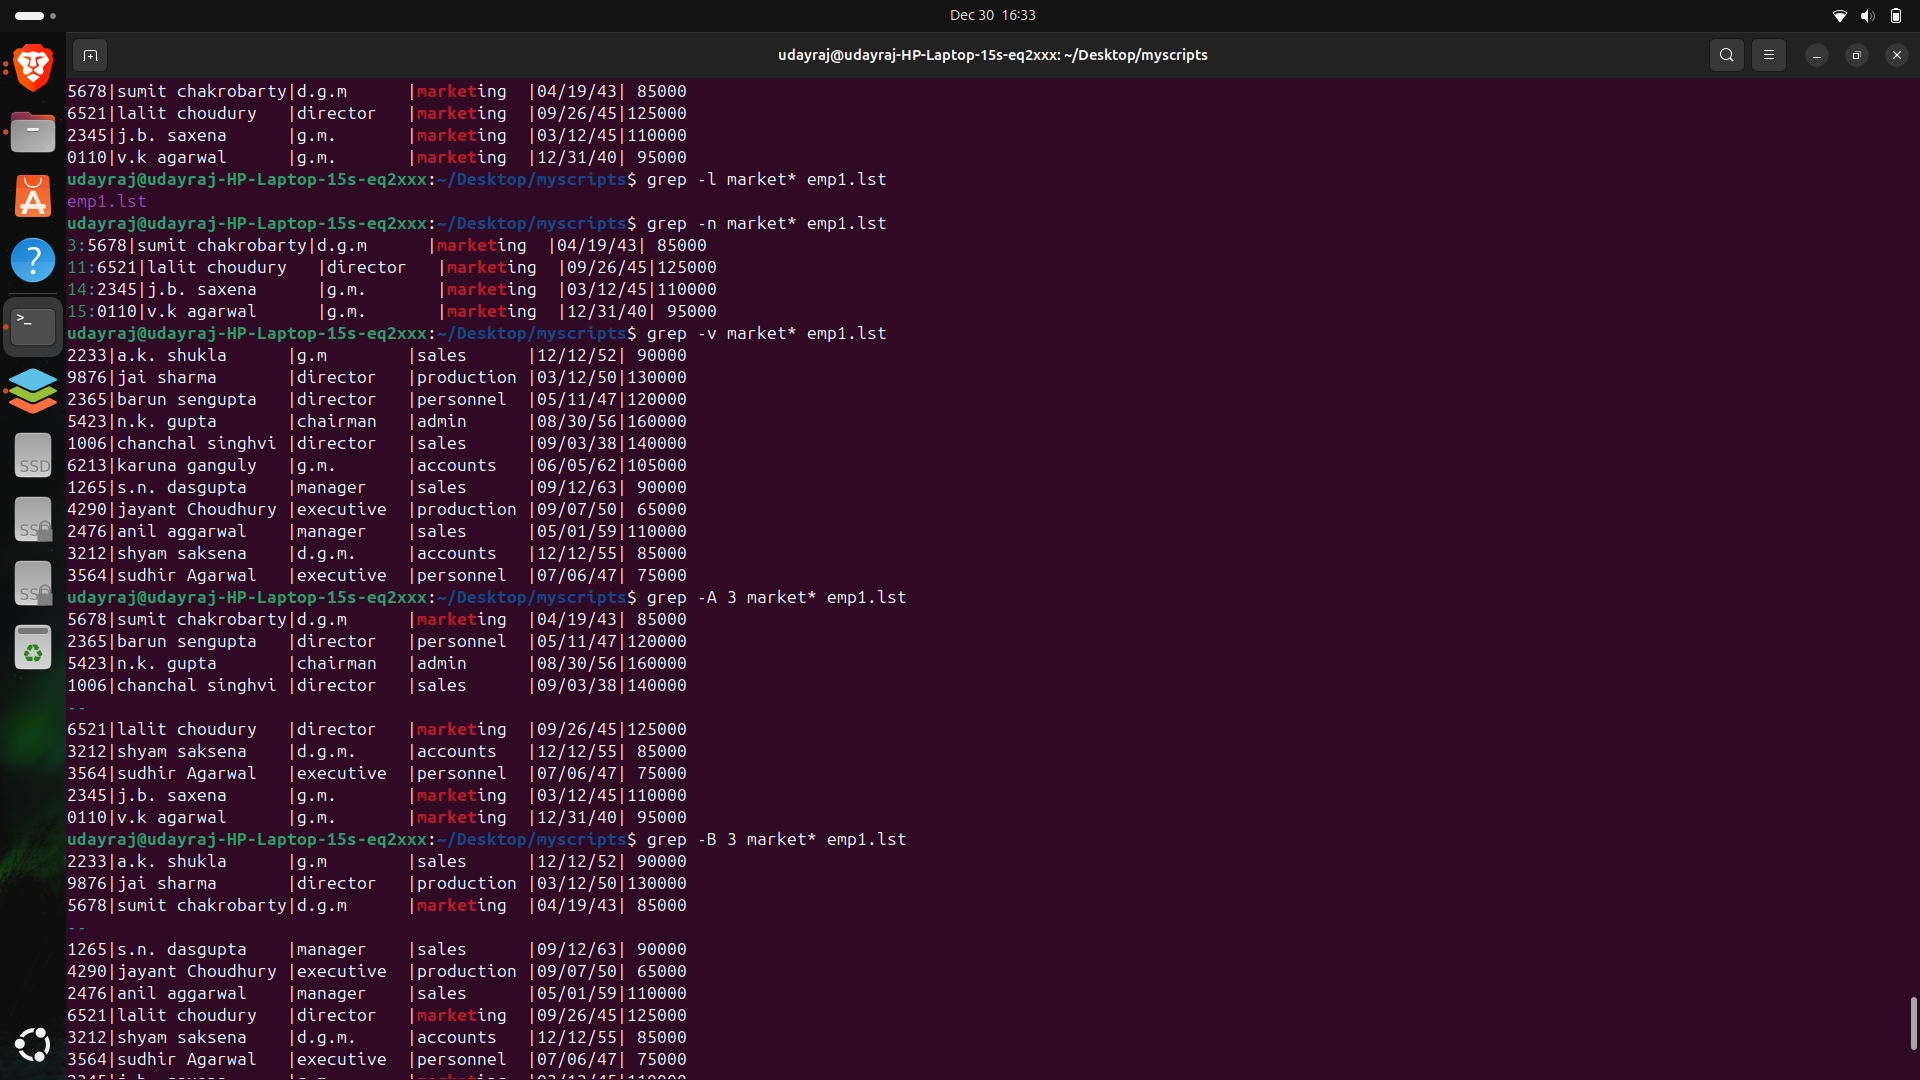 Dec 30  16:33
udayraj@udayraj-HP-Laptop-15s-eq2xxx: ~/Desktop/myscripts
5678|sumit chakrobarty|d.g.m      |marketing  |04/19/43| 85000
6521|lalit choudury   |director   |marketing  |09/26/45|125000
2345|j.b. saxena      |g.m.       |marketing  |03/12/45|110000
0110|v.k agarwal      |g.m.       |marketing  |12/31/40| 95000
udayraj@udayraj-HP-Laptop-15s-eq2xxx:~/Desktop/myscripts$ grep -l market* emp1.lst
emp1.lst
udayraj@udayraj-HP-Laptop-15s-eq2xxx:~/Desktop/myscripts$ grep -n market* emp1.lst
3:5678|sumit chakrobarty|d.g.m      |marketing  |04/19/43| 85000
11:6521|lalit choudury   |director   |marketing  |09/26/45|125000
14:2345|j.b. saxena      |g.m.       |marketing  |03/12/45|110000
15:0110|v.k agarwal      |g.m.       |marketing  |12/31/40| 95000
udayraj@udayraj-HP-Laptop-15s-eq2xxx:~/Desktop/myscripts$ grep -v market* emp1.lst
2233|a.k. shukla      |g.m        |sales      |12/12/52| 90000
9876|jai sharma       |director   |production |03/12/50|130000
2365|barun sengupta   |director   |personnel  |05/11/47|120000
5423|n.k. gupta       |chairman   |admin      |08/30/56|160000
1006|chanchal singhvi |director   |sales      |09/03/38|140000
6213|karuna ganguly   |g.m.       |accounts   |06/05/62|105000
1265|s.n. dasgupta    |manager    |sales      |09/12/63| 90000
4290|jayant Choudhury |executive  |production |09/07/50| 65000
2476|anil aggarwal    |manager    |sales      |05/01/59|110000
3212|shyam saksena    |d.g.m.     |accounts   |12/12/55| 85000
3564|sudhir Agarwal   |executive  |personnel  |07/06/47| 75000
udayraj@udayraj-HP-Laptop-15s-eq2xxx:~/Desktop/myscripts$ grep -A 3 market* emp1.lst
5678|sumit chakrobarty|d.g.m      |marketing  |04/19/43| 85000
2365|barun sengupta   |director   |personnel  |05/11/47|120000
5423|n.k. gupta       |chairman   |admin      |08/30/56|160000
1006|chanchal singhvi |director   |sales      |09/03/38|140000
--
6521|lalit choudury   |director   |marketing  |09/26/45|125000
3212|shyam saksena    |d.g.m.     |accounts   |12/12/55| 85000
3564|sudhir Agarwal   |executive  |personnel  |07/06/47| 75000
2345|j.b. saxena      |g.m.       |marketing  |03/12/45|110000
0110|v.k agarwal      |g.m.       |marketing  |12/31/40| 95000
udayraj@udayraj-HP-Laptop-15s-eq2xxx:~/Desktop/myscripts$ grep -B 3 market* emp1.lst
2233|a.k. shukla      |g.m        |sales      |12/12/52| 90000
9876|jai sharma       |director   |production |03/12/50|130000
5678|sumit chakrobarty|d.g.m      |marketing  |04/19/43| 85000
--
1265|s.n. dasgupta    |manager    |sales      |09/12/63| 90000
4290|jayant Choudhury |executive  |production |09/07/50| 65000
2476|anil aggarwal    |manager    |sales      |05/01/59|110000
6521|lalit choudury   |director   |marketing  |09/26/45|125000
3212|shyam saksena    |d.g.m.     |accounts   |12/12/55| 85000
3564|sudhir Agarwal   |executive  |personnel  |07/06/47| 75000
SSD
SSD
SSD